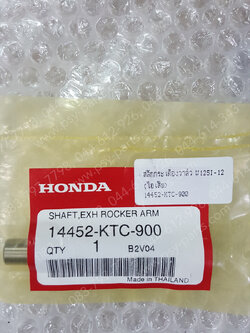 HONDA
SHAFT,EXH ROCKER ARM
14452-KTC-900
QTY 1 B2V04
Made in THAILAND
สลักกระเดื่องวาล์ว W125I-12
(ไอเสีย)
14452-KTC-900